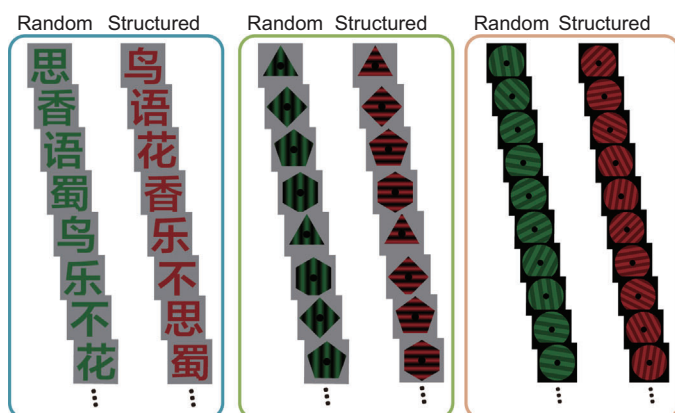 Random Structured
Random Structured
Random Structured
思
香
语
蜀
鸟
乐
不
花
鸟
语
花
香
乐
不
思
蜀